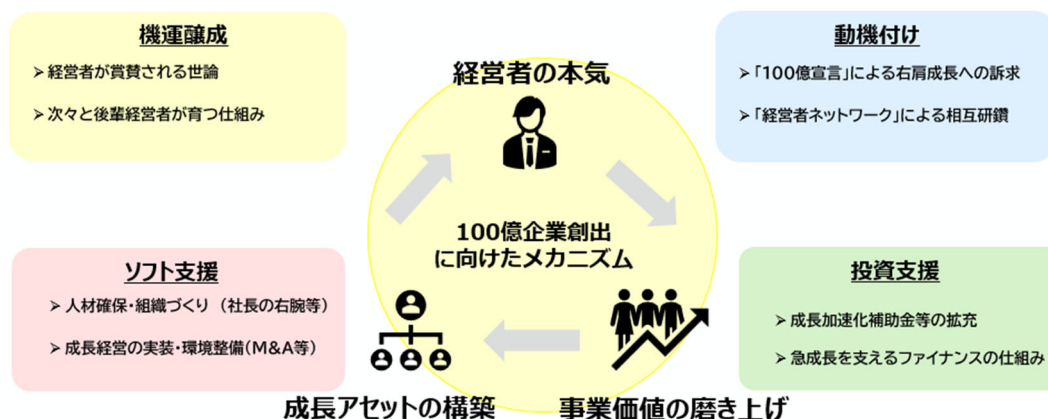 機運醸成
➢ 経営者が賞賛される世論
➢ 次々と後輩経営者が育つ仕組み
動機付け
➢ 「100億宣言」による右肩成長への訴求
➢ 「経営者ネットワーク」による相互研鑽
経営者の本気
100億企業創出
に向けたメカニズム
ソフト支援
➢ 人材確保・組織づくり （社長の右腕等）
➢ 成長経営の実装・環境整備(M&A等)
投資支援
➢ 成長加速化補助金等の拡充
➢ 急成長を支えるファイナンスの仕組み
成長アセットの構築
事業価値の磨き上げ